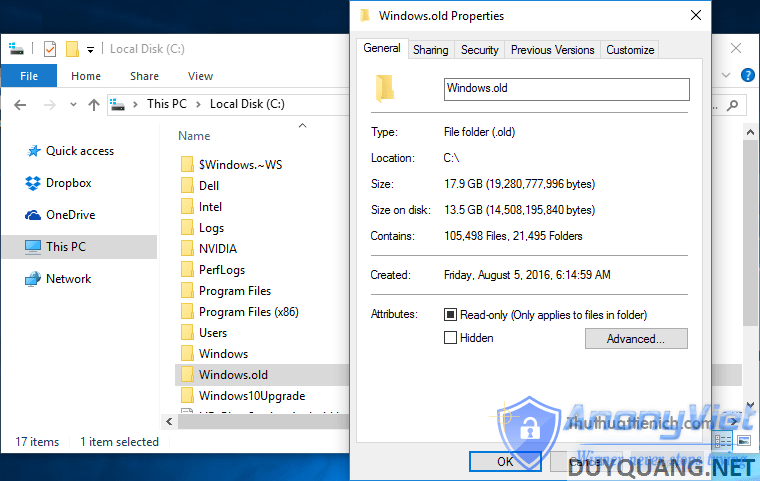 Local Disk (C:)
File Home Share View
This PC > Local Disk (C:)
Name
Quick access
Dropbox
OneDrive
This PC
Network
$Windows.~WS
Dell
Intel
Logs
NVIDIA
PerfLogs
Program Files
Program Files (x86)
Users
Windows
Windows.old
Windows10Upgrade
17 items 1 item selected
Windows.old Properties
General Sharing Security Previous Versions Customize
Windows.old
Type: File folder (.old)
Location: C:\
Size: 17.9 GB (19,280,777,996 bytes)
Size on disk: 13.5 GB (14,508,195,840 bytes)
Contains: 105,498 Files, 21,495 Folders
Created: Friday, August 5, 2016, 6:14:59 AM
Attributes: Read-only (Only applies to files in folder)
Hidden
Advanced...
OK Cancel
AnonyViet
Thuthuattienich.com
Winner never stops trying
DUYQUANG.NET